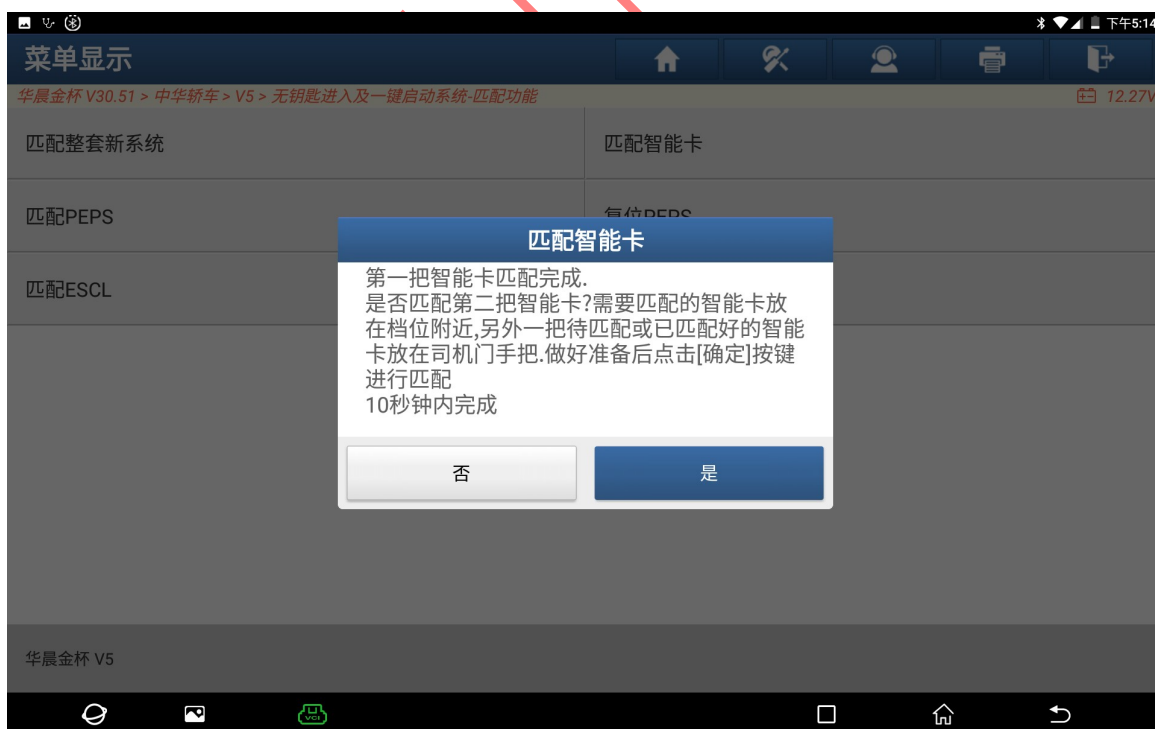 下午5:14
菜单显示
华晨金杯 V30.51 > 中华轿车 > V5 > 无钥匙进入及一键启动系统-匹配功能
12.27V
匹配整套新系统
匹配智能卡
匹配PEPS
复位PEPS
匹配ESCL
匹配智能卡
第一把智能卡匹配完成.
是否匹配第二把智能卡?需要匹配的智能卡放
在档位附近,另外一把待匹配或已匹配好的智能
卡放在司机门手把.做好准备后点击[确定]按键
进行匹配
10秒钟内完成
否
是
华晨金杯 V5
VCI